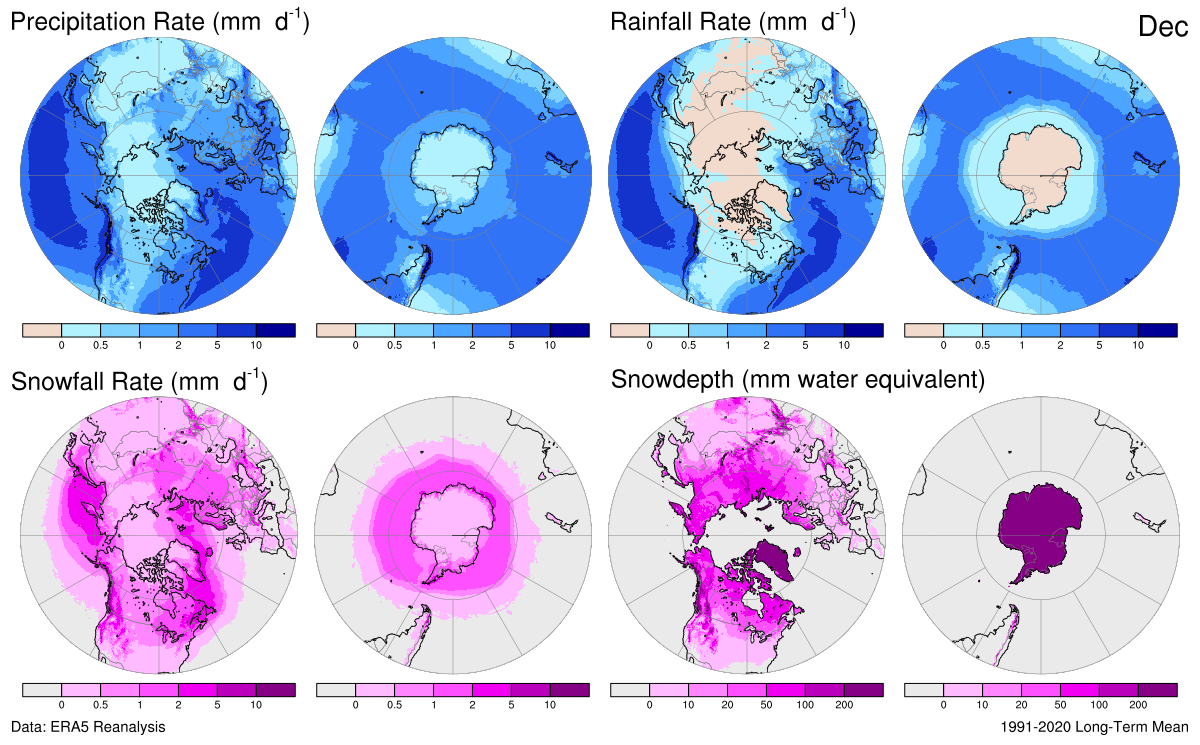 Precipitation Rate (mm d⁻¹)
Rainfall Rate (mm d⁻¹)
Dec
0 0.5 1 2 5 10
0 0.5 1 2 5 10
0 0.5 1 2 5 10
0 0.5 1 2 5 10
Snowfall Rate (mm d⁻¹)
Snowdepth (mm water equivalent)
0 0.5 1 2 5 10
0 0.5 1 2 5 10
0 10 20 50 100 200
0 10 20 50 100 200
Data: ERA5 Reanalysis
1991-2020 Long-Term Mean